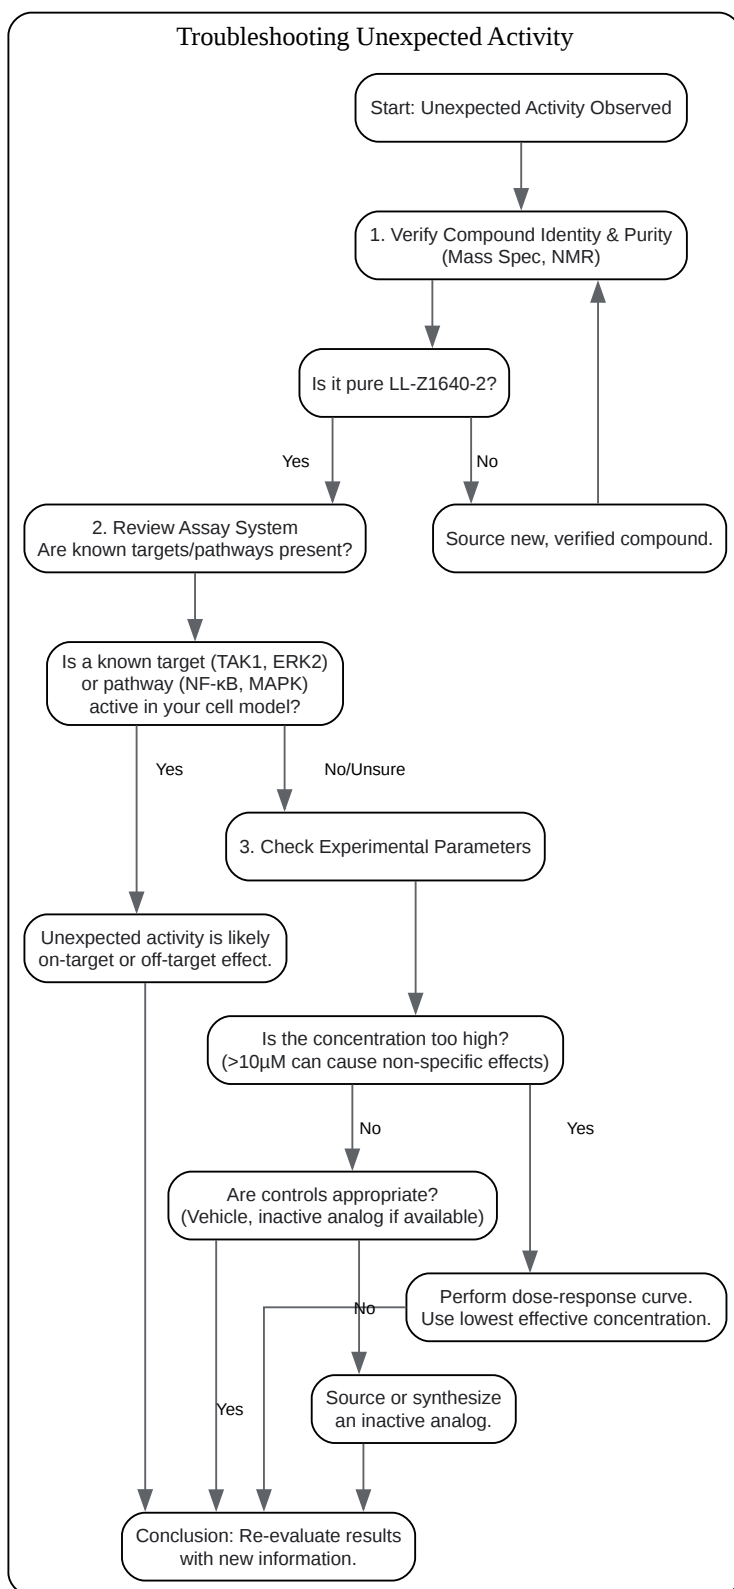 Troubleshooting Unexpected Activity
Start: Unexpected Activity Observed
1. Verify Compound Identity & Purity
(Mass Spec, NMR)
Is it pure LL-Z1640-2?
Yes
No
2. Review Assay System
Are known targets/pathways present?
Source new, verified compound.
Is a known target (TAK1, ERK2)
or pathway (NF-κB, MAPK)
active in your cell model?
Yes
No/Unsure
3. Check Experimental Parameters
Unexpected activity is likely
on-target or off-target effect.
Is the concentration too high?
(>10µM can cause non-specific effects)
No
Yes
Are controls appropriate?
(Vehicle, inactive analog if available)
Perform dose-response curve.
Use lowest effective concentration.
No
Source or synthesize
an inactive analog.
Yes
Conclusion: Re-evaluate results
with new information.